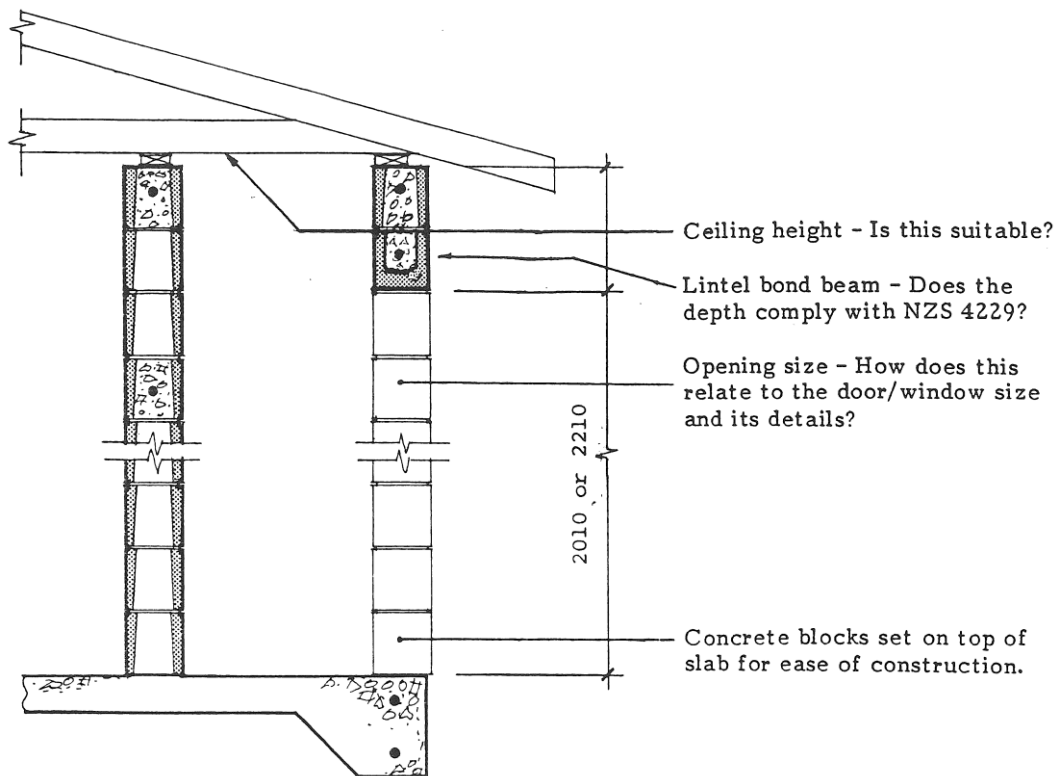 Ceiling height - Is this suitable?
Lintel bond beam - Does the
depth comply with NZS 4229?
Opening size - How does this
relate to the door/window size
and its details?
2010 or 2210
Concrete blocks set on top of
slab for ease of construction.